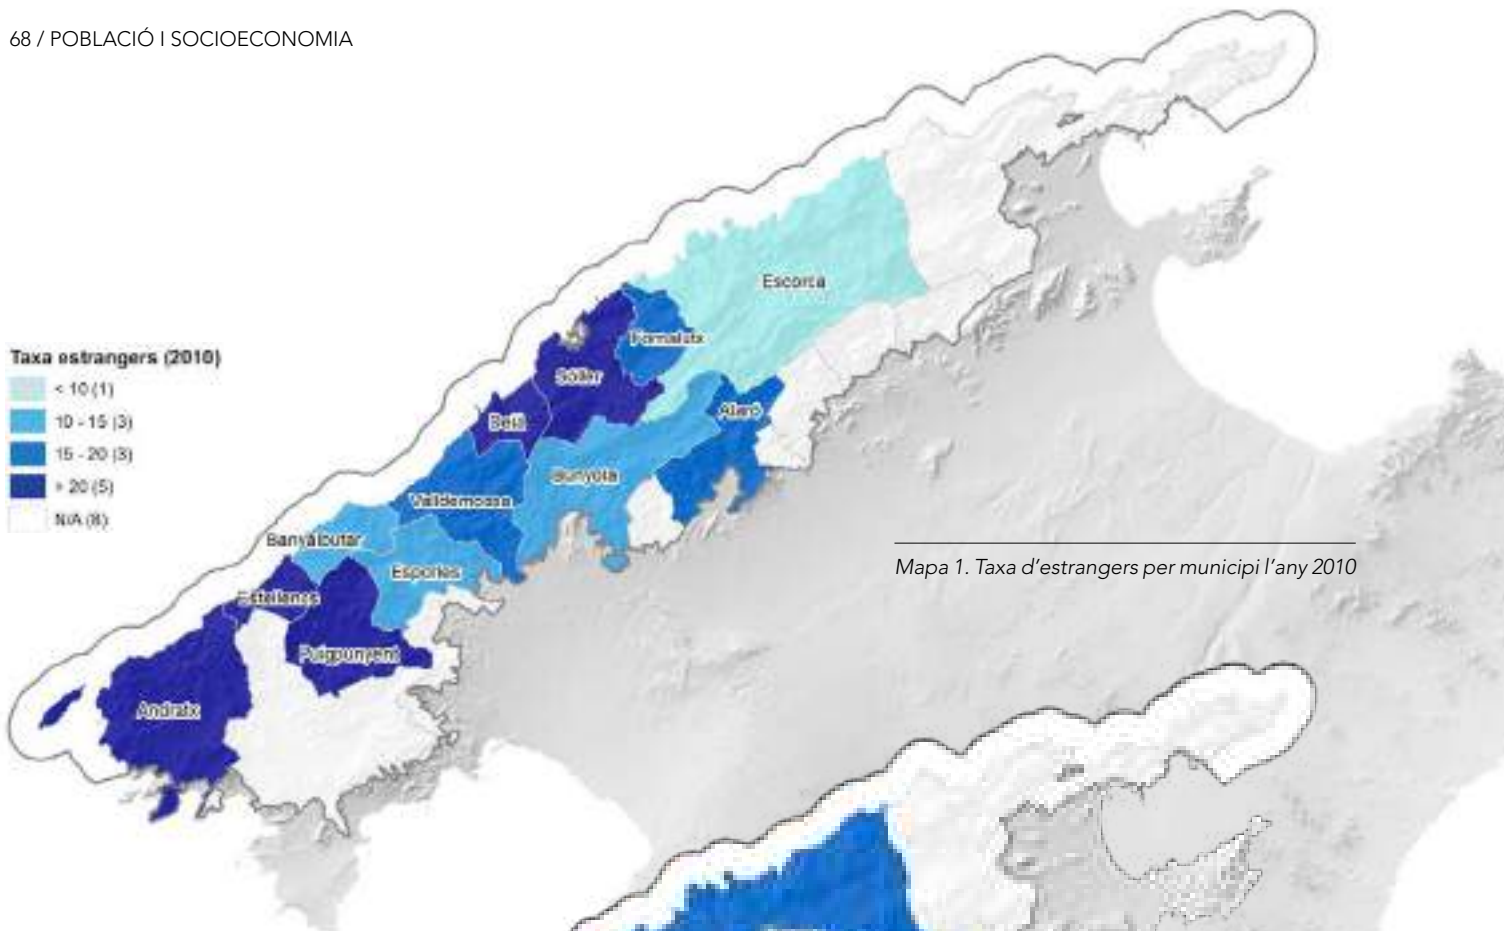 68 / POBLACIÓ I SOCIOECONOMIA
Escorca
Fornalutx
Sóller
Deià
Alaró
Bunyola
Valldemossa
Banyalbufar
Esporles
Estellencs
Puigpunyent
Andratx
Taxa estrangers (2010)
< 10 (1)
10 - 15 (3)
15 - 20 (3)
> 20 (5)
N/A (8)
Mapa 1. Taxa d'estrangers per municipi l'any 2010